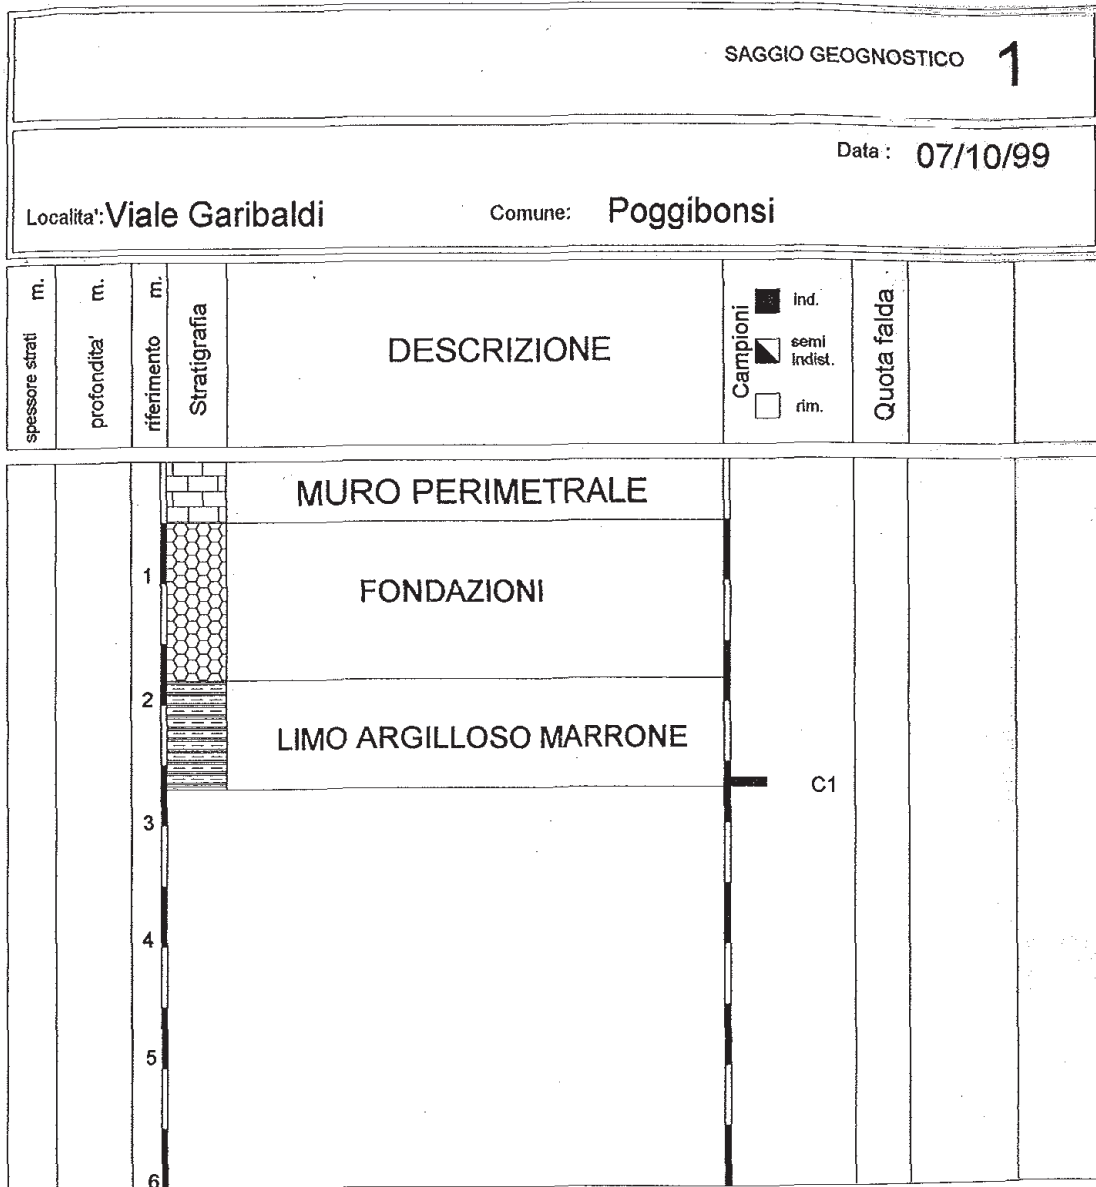 SAGGIO GEOGNOSTICO 1
Data : 07/10/99
Localita': Viale Garibaldi Comune: Poggibonsi
spessore strati m.
profondita' m.
riferimento m.
Stratigrafia
DESCRIZIONE
Campioni
ind.
semi
indist.
rim.
Quota falda
MURO PERIMETRALE
1
FONDAZIONI
2
LIMO ARGILLOSO MARRONE
C1
3
4
5
6